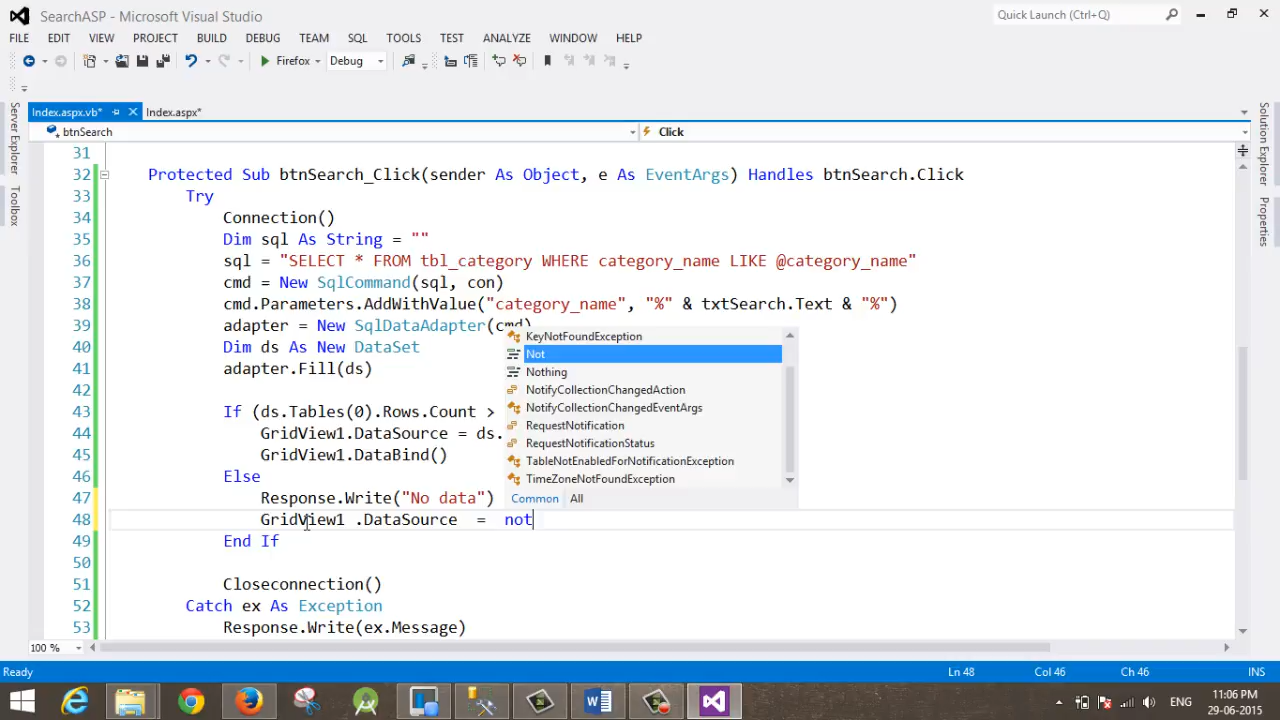 SearchASP - Microsoft Visual Studio
Quick Launch (Ctrl+Q)
FILE EDIT VIEW PROJECT BUILD DEBUG TEAM SQL TOOLS TEST ANALYZE WINDOW HELP
Firefox Debug
Index.aspx.vb* Index.aspx*
btnSearch Click
Server Explorer
Toolbox
Solution Explorer
Properties
31
32 Protected Sub btnSearch_Click(sender As Object, e As EventArgs) Handles btnSearch.Click
33 Try
34 Connection()
35 Dim sql As String = ""
36 sql = "SELECT * FROM tbl_category WHERE category_name LIKE @category_name"
37 cmd = New SqlCommand(sql, con)
38 cmd.Parameters.AddWithValue("category_name", "%" & txtSearch.Text & "%")
39 adapter = New SqlDataAdapter(cmd)
40 Dim ds As New DataSet
41 adapter.Fill(ds)
42
43 If (ds.Tables(0).Rows.Count >
44 GridView1.DataSource = ds.
45 GridView1.DataBind()
46 Else
47 Response.Write("No data")
48 GridView1 .DataSource = not
49 End If
50
51 Closeconnection()
52 Catch ex As Exception
53 Response.Write(ex.Message)
KeyNotFoundException
Not
Nothing
NotifyCollectionChangedAction
NotifyCollectionChangedEventArgs
RequestNotification
RequestNotificationStatus
TableNotEnabledForNotificationException
TimeZoneNotFoundException
Common All
100 %
Ready Ln 48 Col 46 Ch 46 INS
ENG
11:06 PM
29-06-2015